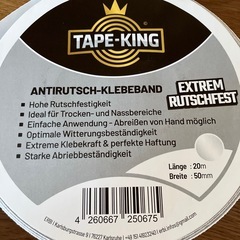 TAPE-KING
ANTIRUTSCH-KLEBEBAND
EXTREM
RUTSCHFEST
Hohe Rutschfestigkeit
Ideal für Trocken- und Nassbereiche
Einfache Anwendung - Abreißen von Hand möglich
Optimale Witterungsbeständigkeit
Extreme Klebekraft & perfekte Haftung
Starke Abriebbeständigkeit
Länge : 20m
Breite : 50mm
4 260667 250675